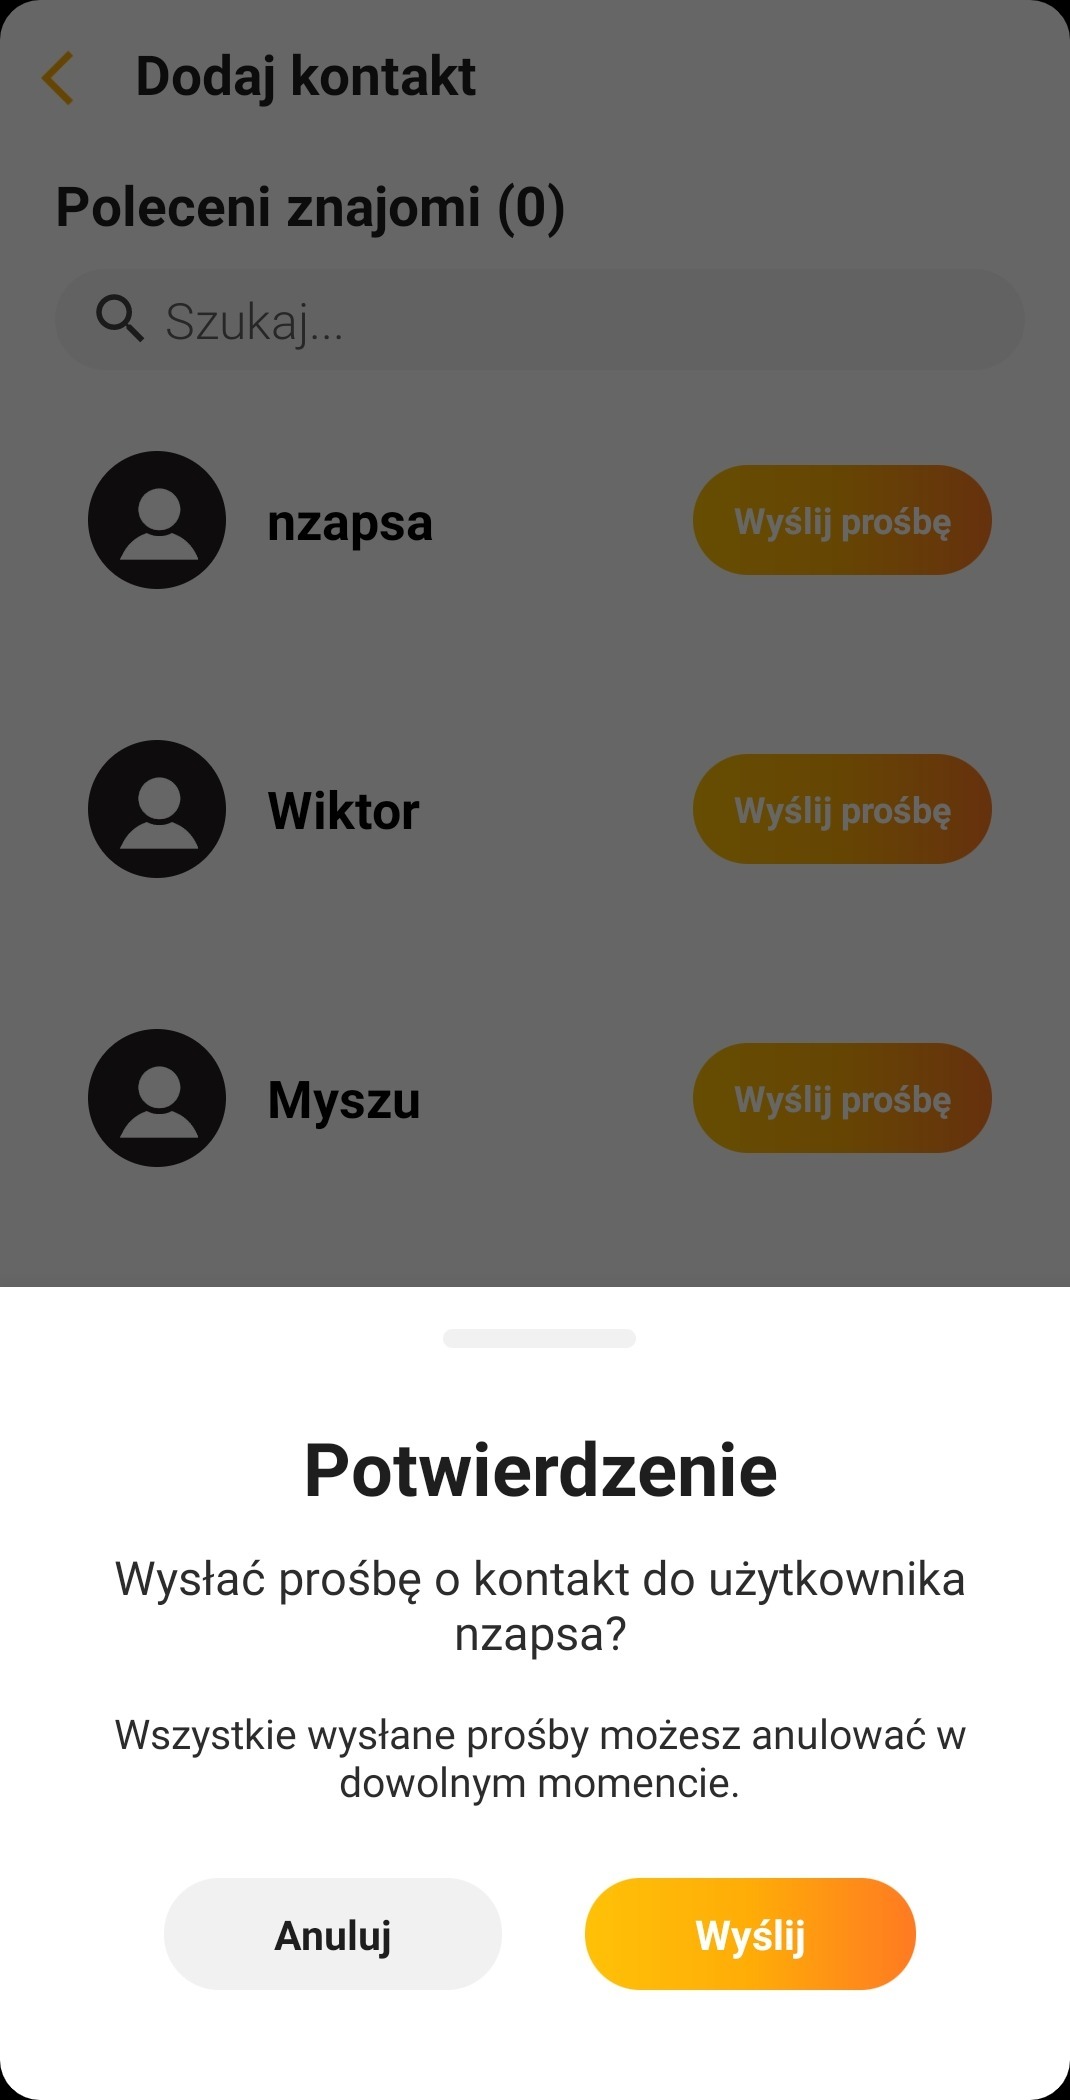 Dodaj kontakt
Poleceni znajomi (0)
Szukaj...
nzapsa
Wyślij prośbę
Wiktor
Wyślij prośbę
Myszu
Wyślij prośbę
Potwierdzenie
Wysłać prośbę o kontakt do użytkownika
nzapsa?
Wszystkie wysłane prośby możesz anulować w
dowolnym momencie.
Anuluj
Wyślij